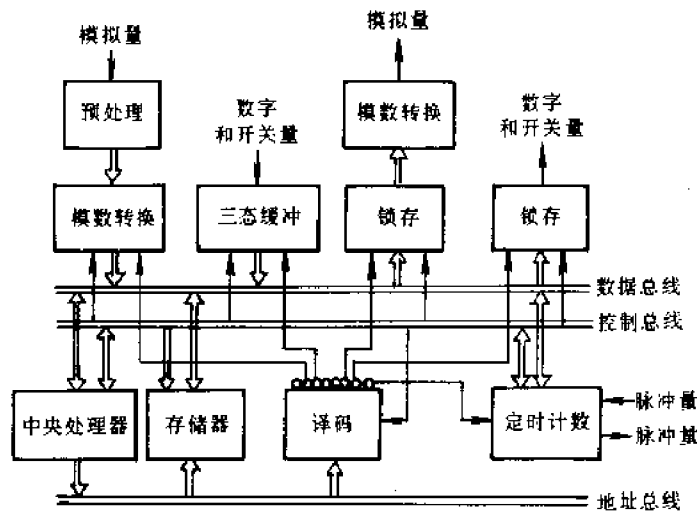 模拟量
模拟量
预处理
数字
和开关量
模数转换
数字
和开关量
模数转换
三态缓冲
锁存
锁存
数据总线
控制总线
中央处理器
存储器
译码
定时计数
脉冲量
脉冲量
地址总线